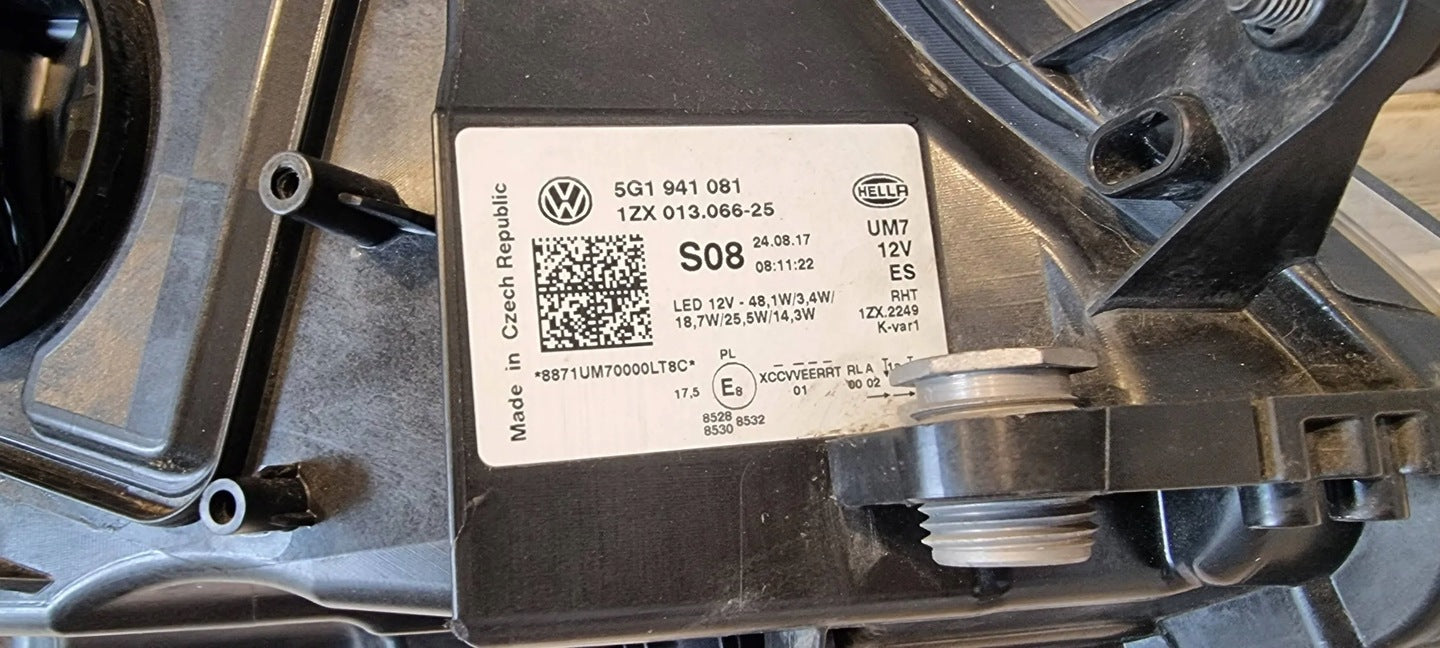 Made in Czech Republic
5G1 941 081
1ZX 013.066-25
HELLA
UM7
12V
ES
S08
24.08.17
08:11:22
LED 12V - 48,1W/3,4W/
18,7W/25,5W/14,3W
RHT
1ZX.2249
K-var1
*8871UM70000LT8C*
PL
17,5
E8
XCCVVEERRT RLA
01
00 02
8528
8530
8532